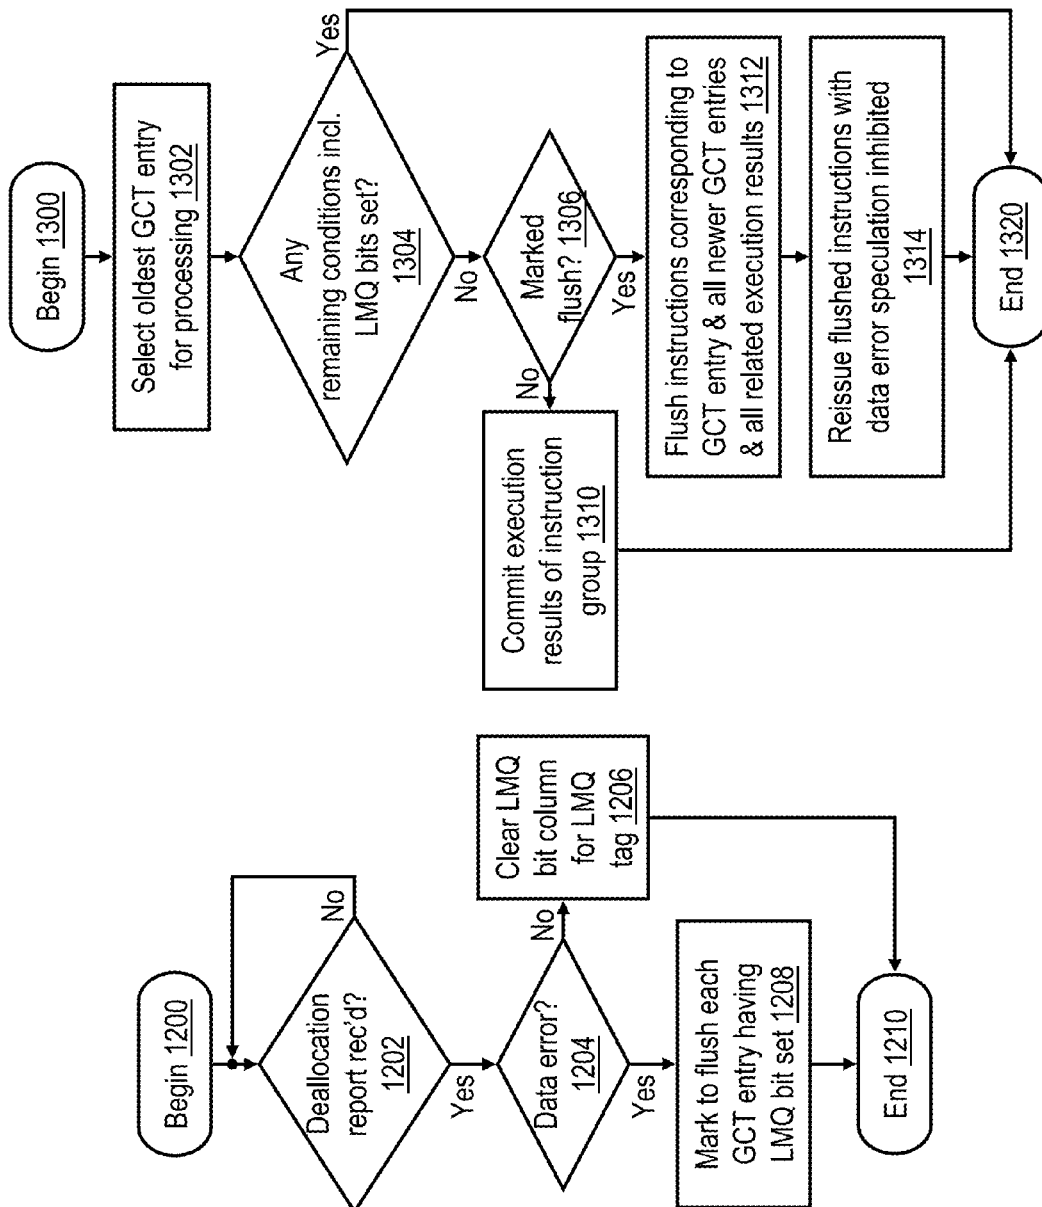 Begin 1200
Deallocation
report rec'd?
1202
No
Yes
Data error?
1204
No
Yes
Clear LMQ
bit column
for LMQ
tag 1206
Mark to flush each
GCT entry having
LMQ bit set 1208
End 1210
Begin 1300
Select oldest GCT entry
for processing 1302
Any
remaining conditions incl.
LMQ bits set?
1304
Yes
No
Marked
flush? 1306
No
Yes
Commit execution
results of instruction
group 1310
Flush instructions corresponding to
GCT entry & all newer GCT entries
& all related execution results 1312
Reissue flushed instructions with
data error speculation inhibited
1314
End 1320